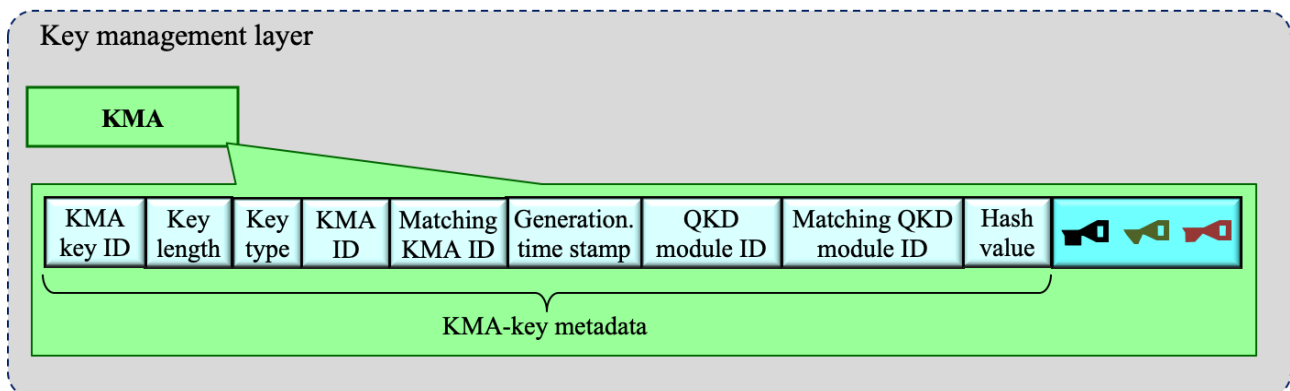 Key management layer
KMA
KMA key ID
Key length
Key type
KMA ID
Matching KMA ID
Generation. time stamp
QKD module ID
Matching QKD module ID
Hash value
KMA-key metadata